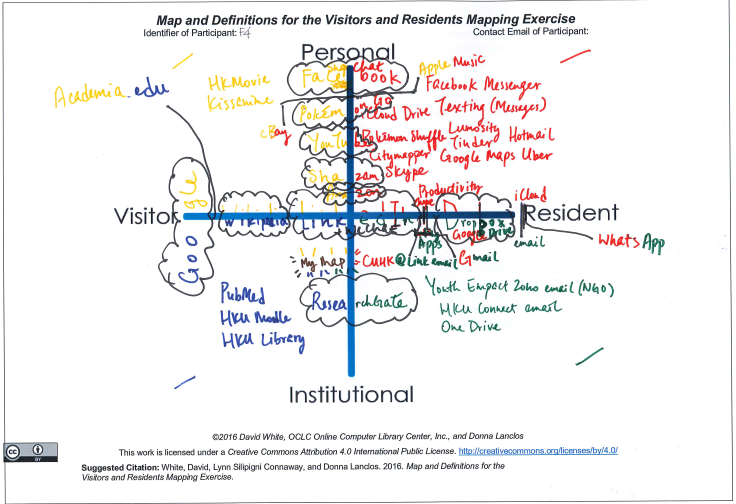 Map and Definitions for the Visitors and Residents Mapping Exercise
Identifier of Participant: F4
Contact Email of Participant:
Personal
Academia.edu
HKMovie
Kissanime
eBay
Facebook
Apple Music
Facebook Messenger
Pokémon GO
iCloud Drive Texting (Messages)
YouTube
Pokémon Shuffle Lumosity Hotmail
Tinder
Citymapper Google Maps Uber
Shazam
Skype
Productivity
iCloud
Google
Visitor
Wikipedia
LinkedIn
Resident
Apps
Google Drive
email
WhatsApp
My Map
CUHK @Link email Gmail
PubMed
HKU Moodle
HKU Library
ResearchGate
Youth Empact Zoho email (NGO)
HKU Connect email
One Drive
Institutional
©2016 David White, OCLC Online Computer Library Center, Inc., and Donna Lanclos
This work is licensed under a Creative Commons Attribution 4.0 International Public License. http://creativecommons.org/licenses/by/4.0/
Suggested Citation: White, David, Lynn Silipigni Connaway, and Donna Lanclos. 2016. Map and Definitions for the
Visitors and Residents Mapping Exercise.
cc
BY